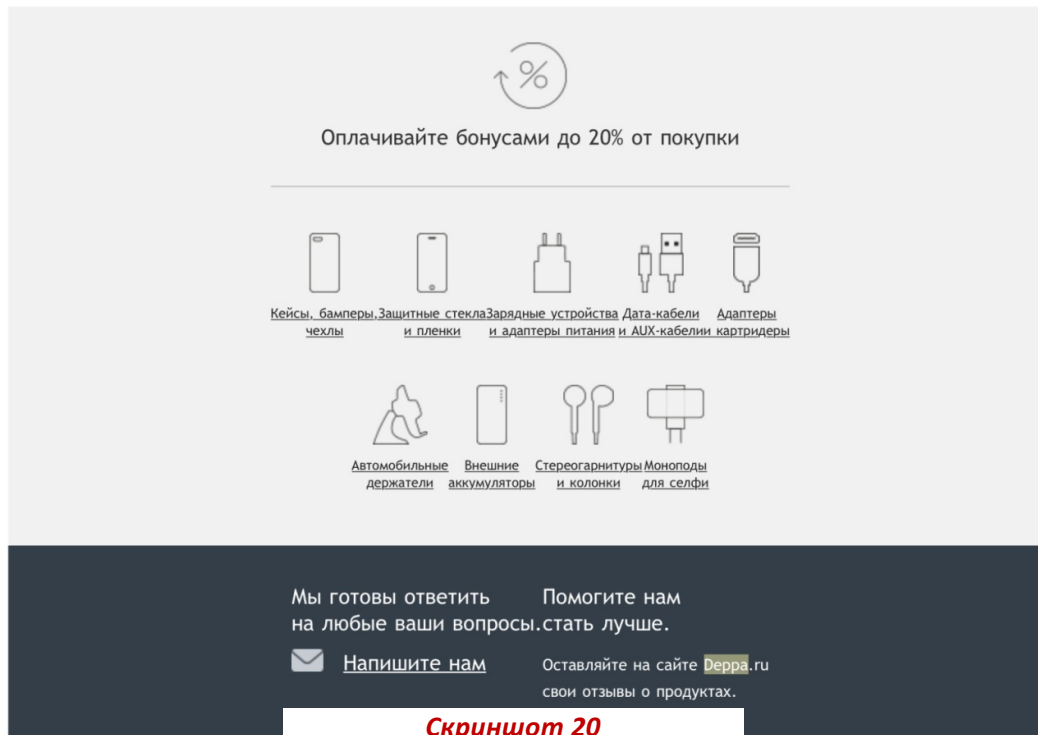 %
Оплачивайте бонусами до 20% от покупки
Кейсы, бамперы,
чехлы
Защитные стекла
и пленки
Зарядные устройства
и адаптеры питания
Дата-кабели
и AUX-кабели
Адаптеры
и картридеры
Автомобильные
держатели
Внешние
аккумуляторы
Стереогарнитуры
и колонки
Моноподы
для селфи
Мы готовы ответить
на любые ваши вопросы.
Напишите нам
Помогите нам
стать лучше.
Оставляйте на сайте Deppa.ru
свои отзывы о продуктах.
Скриншот 20